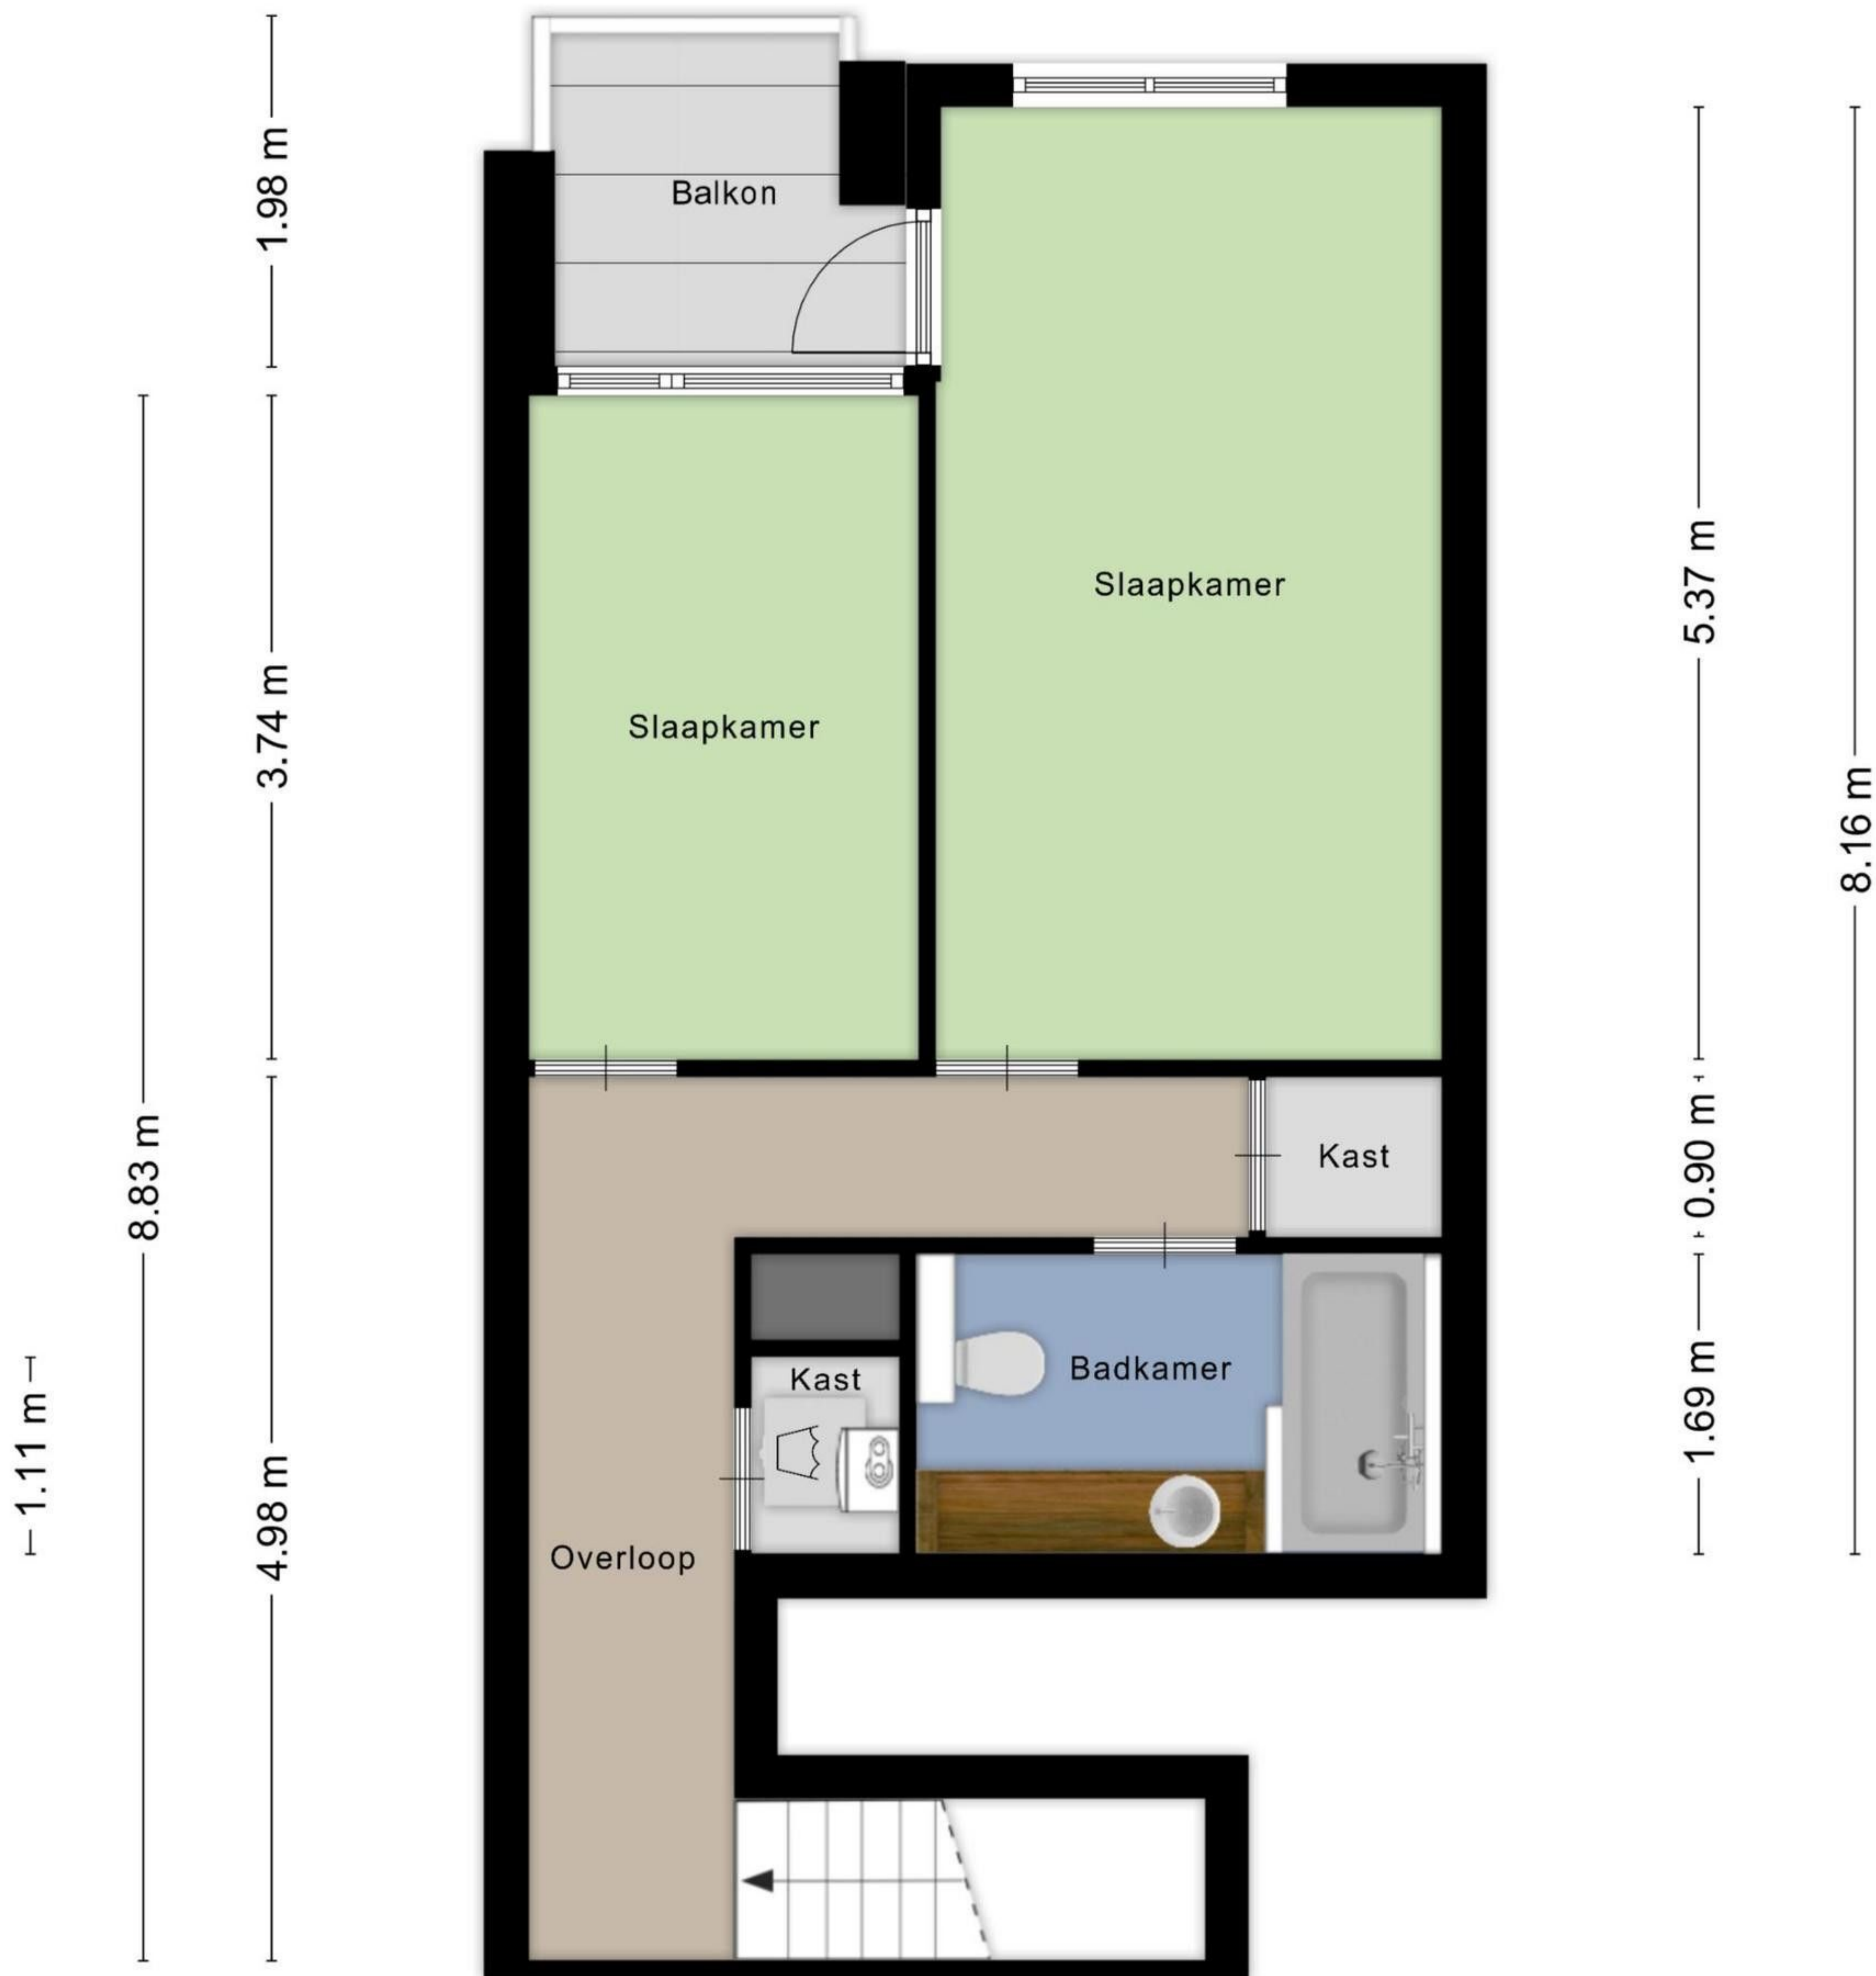 Balkon
1.98 m
5.37 m
Slaapkamer
3.74 m
Slaapkamer
8.16 m
8.83 m
0.90 m
Kast
Badkamer
Kast
1.69 m
1.11 m
4.98 m
Overloop